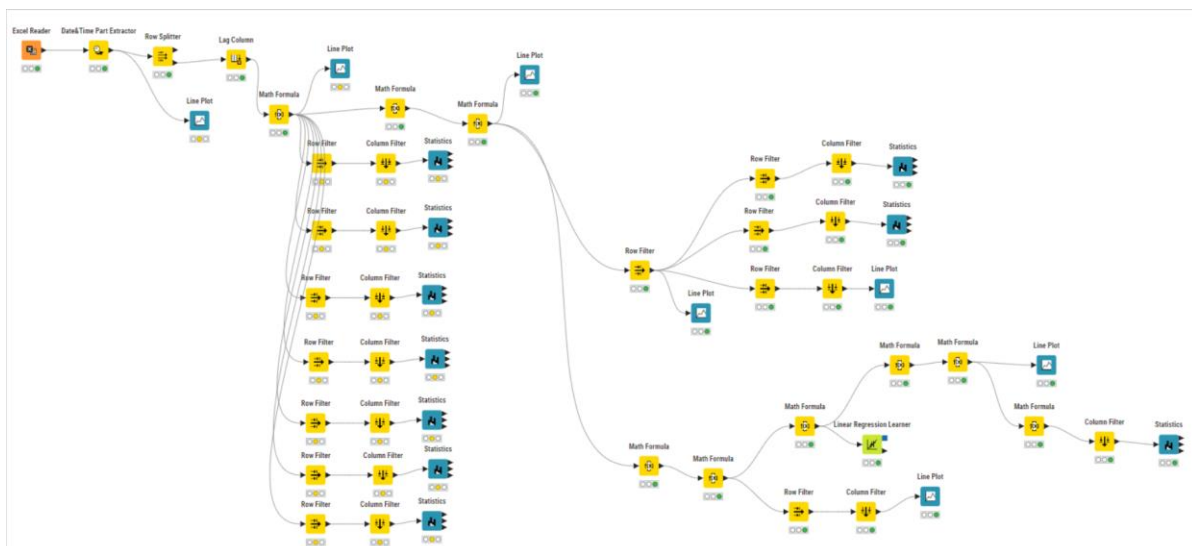 Excel Reader
Date&Time Part Extractor
Row Splitter
Lag Column
Line Plot
Line Plot
Line Plot
Math Formula
Math Formula
Math Formula
Row Filter
Column Filter
Statistics
Row Filter
Column Filter
Statistics
Row Filter
Column Filter
Statistics
Row Filter
Column Filter
Statistics
Row Filter
Column Filter
Statistics
Row Filter
Column Filter
Statistics
Row Filter
Column Filter
Statistics
Row Filter
Line Plot
Row Filter
Column Filter
Statistics
Row Filter
Column Filter
Statistics
Row Filter
Column Filter
Line Plot
Math Formula
Math Formula
Math Formula
Linear Regression Learner
Math Formula
Math Formula
Line Plot
Math Formula
Column Filter
Statistics
Row Filter
Column Filter
Line Plot